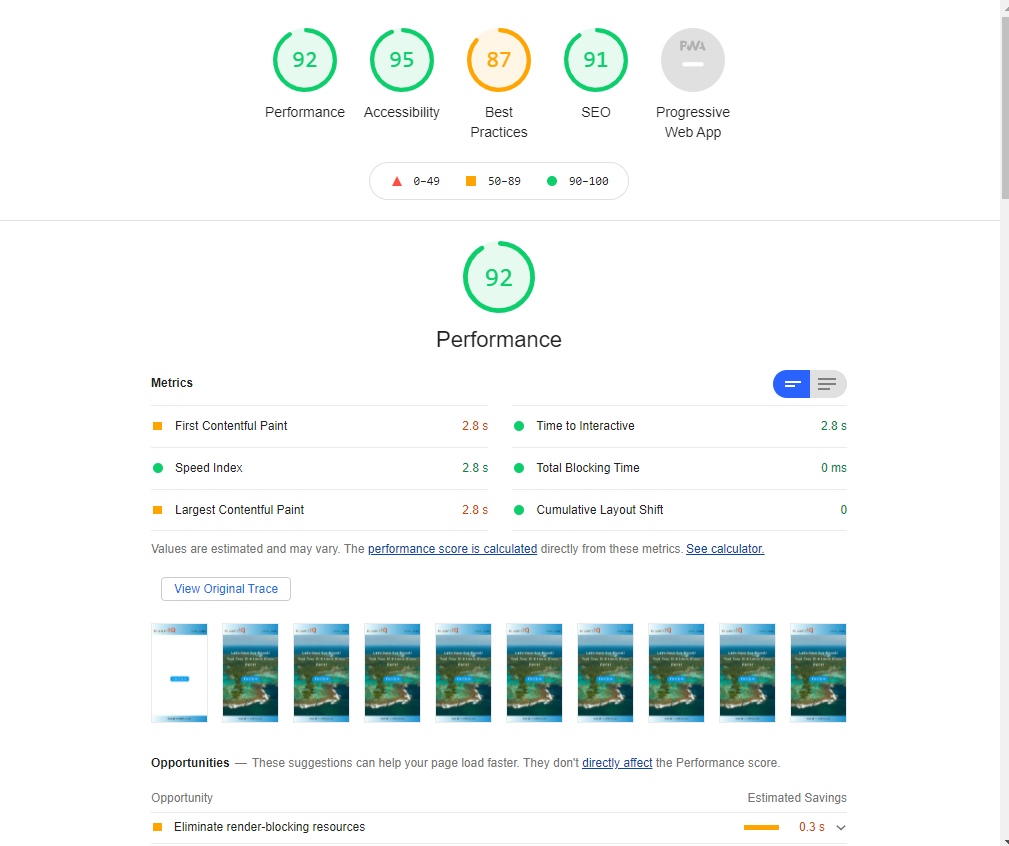 92 95 87 91 PWA
Performance Accessibility Best Practices SEO Progressive Web App
0–49 50–89 90–100
92
Performance
Metrics
First Contentful Paint 2.8 s
Time to Interactive 2.8 s
Speed Index 2.8 s
Total Blocking Time 0 ms
Largest Contentful Paint 2.8 s
Cumulative Layout Shift 0
Values are estimated and may vary. The performance score is calculated directly from these metrics. See calculator.
View Original Trace
Opportunities — These suggestions can help your page load faster. They don't directly affect the Performance score.
Opportunity Estimated Savings
Eliminate render-blocking resources 0.3 s